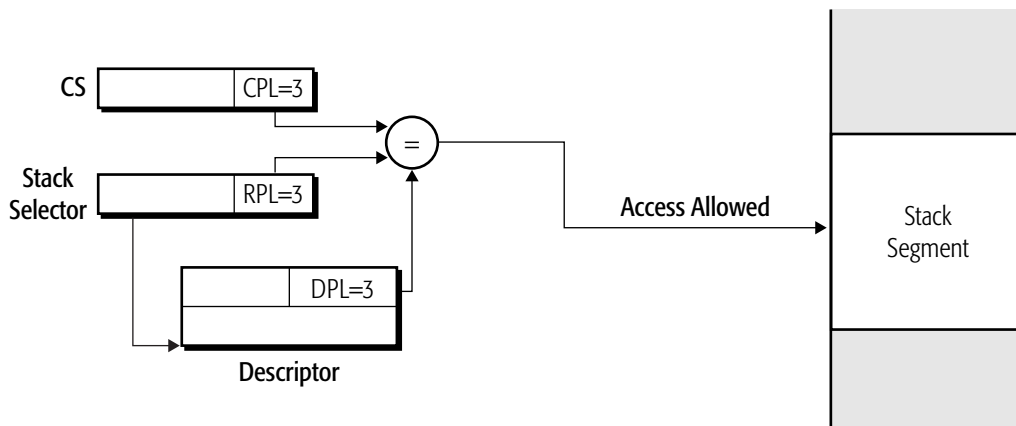 CS
CPL=3
=
Stack
Selector
RPL=3
Access Allowed
Stack
Segment
DPL=3
Descriptor